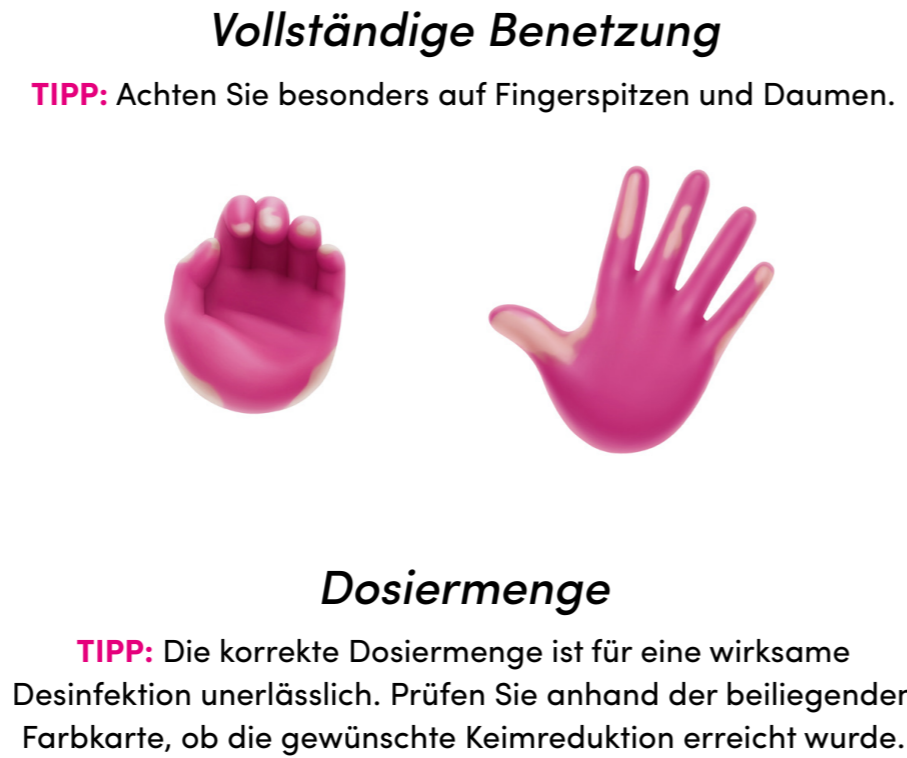 Vollständige Benetzung
TIPP: Achten Sie besonders auf Fingerspitzen und Daumen.
Dosiermenge
TIPP: Die korrekte Dosiermenge ist für eine wirksame
Desinfektion unerlässlich. Prüfen Sie anhand der beiliegenden
Farbkarte, ob die gewünschte Keimreduktion erreicht wurde.